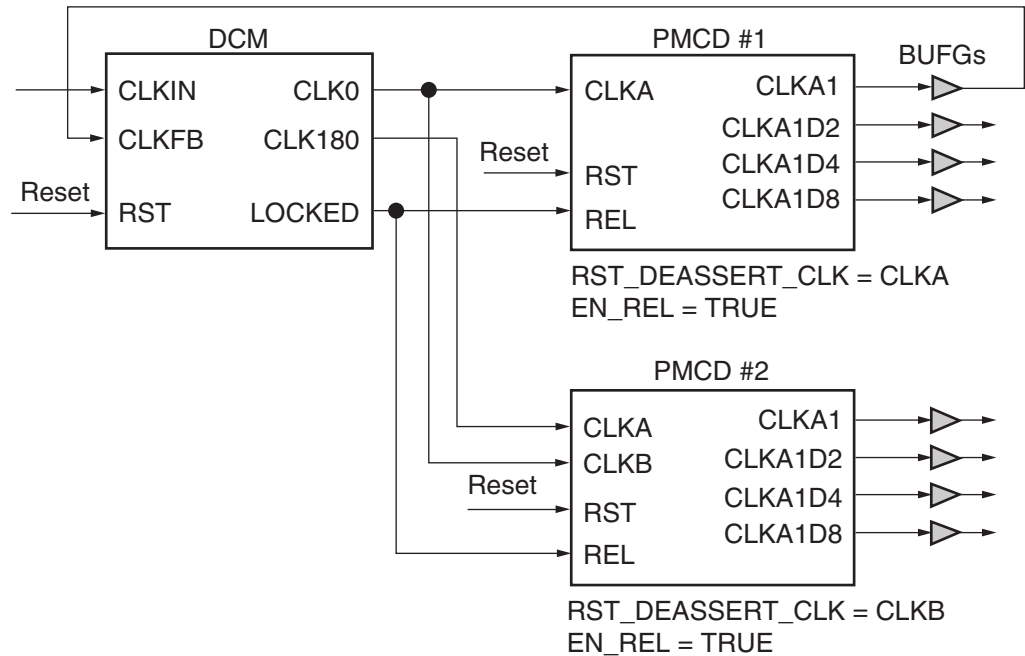 DCM
CLKIN
CLK0
CLKFB
CLK180
Reset
RST
LOCKED
PMCD #1
BUFGs
CLKA
CLKA1
CLKA1D2
Reset
RST
CLKA1D4
REL
CLKA1D8
RST_DEASSERT_CLK = CLKA
EN_REL = TRUE
PMCD #2
CLKA
CLKA1
CLKB
CLKA1D2
Reset
RST
CLKA1D4
REL
CLKA1D8
RST_DEASSERT_CLK = CLKB
EN_REL = TRUE